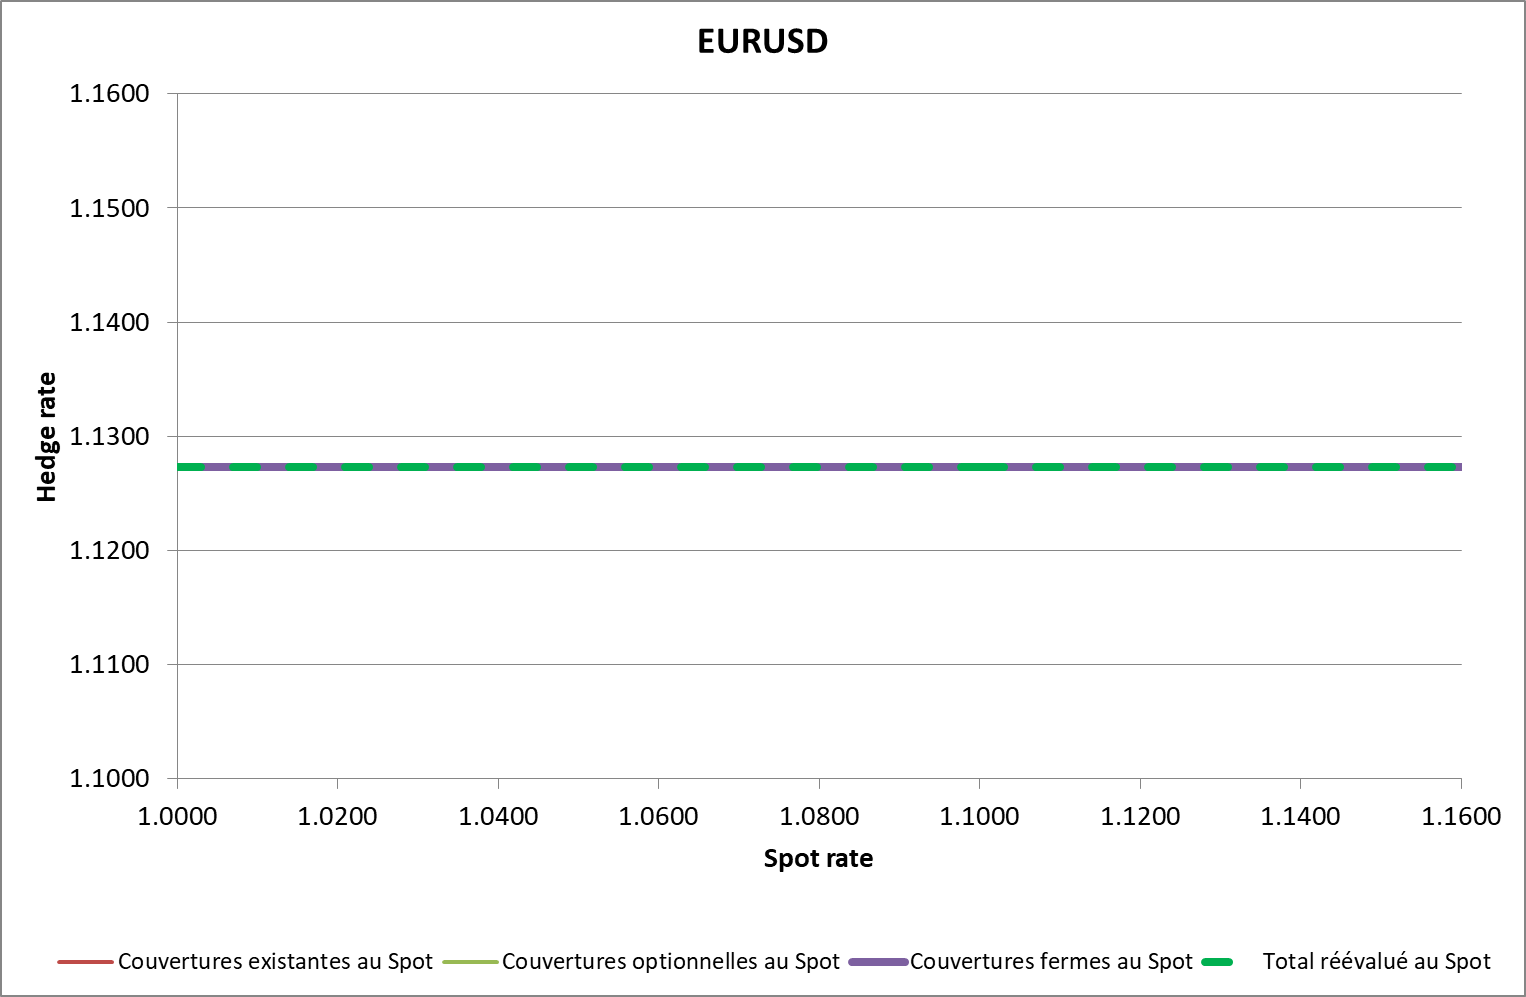 EURUSD
1.1600
1.1500
1.1400
1.1300
1.1200
1.1100
1.1000
Hedge rate
1.0000 1.0200 1.0400 1.0600 1.0800 1.1000 1.1200 1.1400 1.1600
Spot rate
Couvertures existantes au Spot Couvertures optionnelles au Spot Couvertures fermes au Spot Total réévalué au Spot